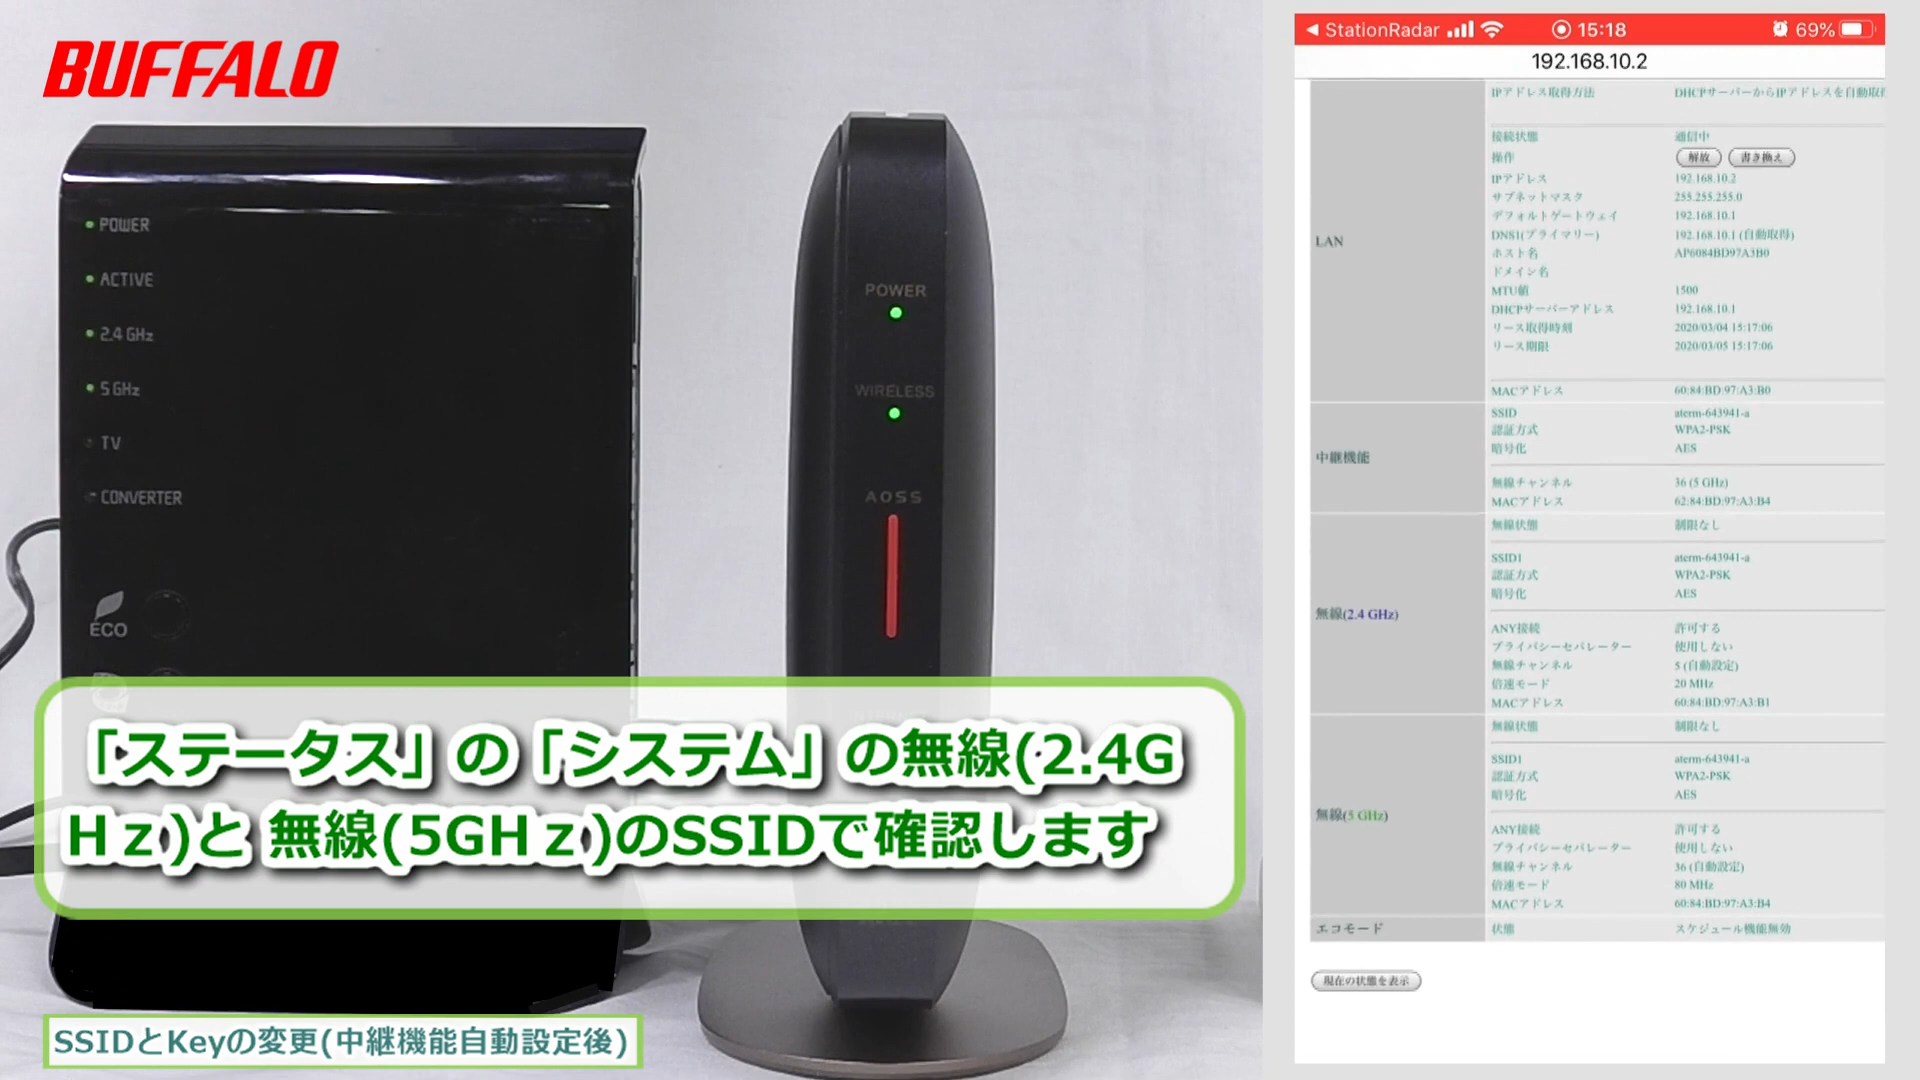 BUFFALO
POWER
ACTIVE
2.4 GHz
5 GHz
TV
CONVERTER
ECO
POWER
WIRELESS
AOSS
「ステータス」の「システム」の無線(2.4G
Hz)と 無線(5GHz)のSSIDで確認します
SSIDとKeyの変更(中継機能自動設定後)
StationRadar 15:18 69%
192.168.10.2
IPアドレス取得方法 DHCPサーバーからIPアドレスを自動取得
接続状態 通信中
操作 解放 書き換え
IPアドレス 192.168.10.2
サブネットマスク 255.255.255.0
デフォルトゲートウェイ 192.168.10.1
LAN
DNS1(プライマリー) 192.168.10.1 (自動取得)
ホスト名 AP6084BD97A3B0
ドメイン名
MTU値 1500
DHCPサーバーアドレス 192.168.10.1
リース取得時刻 2020/03/04 15:17:06
リース期限 2020/03/05 15:17:06
MACアドレス 60:84:BD:97:A3:B0
中継機能
SSID aterm-643941-a
認証方式 WPA2-PSK
暗号化 AES
無線チャンネル 36 (5 GHz)
MACアドレス 62:84:BD:97:A3:B4
無線(2.4 GHz)
無線状態 制限なし
SSID1 aterm-643941-a
認証方式 WPA2-PSK
暗号化 AES
ANY接続 許可する
プライバシーセパレーター 使用しない
無線チャンネル 5 (自動設定)
倍速モード 20 MHz
MACアドレス 60:84:BD:97:A3:B1
無線(5 GHz)
無線状態 制限なし
SSID1 aterm-643941-a
認証方式 WPA2-PSK
暗号化 AES
ANY接続 許可する
プライバシーセパレーター 使用しない
無線チャンネル 36 (自動設定)
倍速モード 80 MHz
MACアドレス 60:84:BD:97:A3:B4
エコモード 状態 スケジュール機能無効
現在の状態を表示